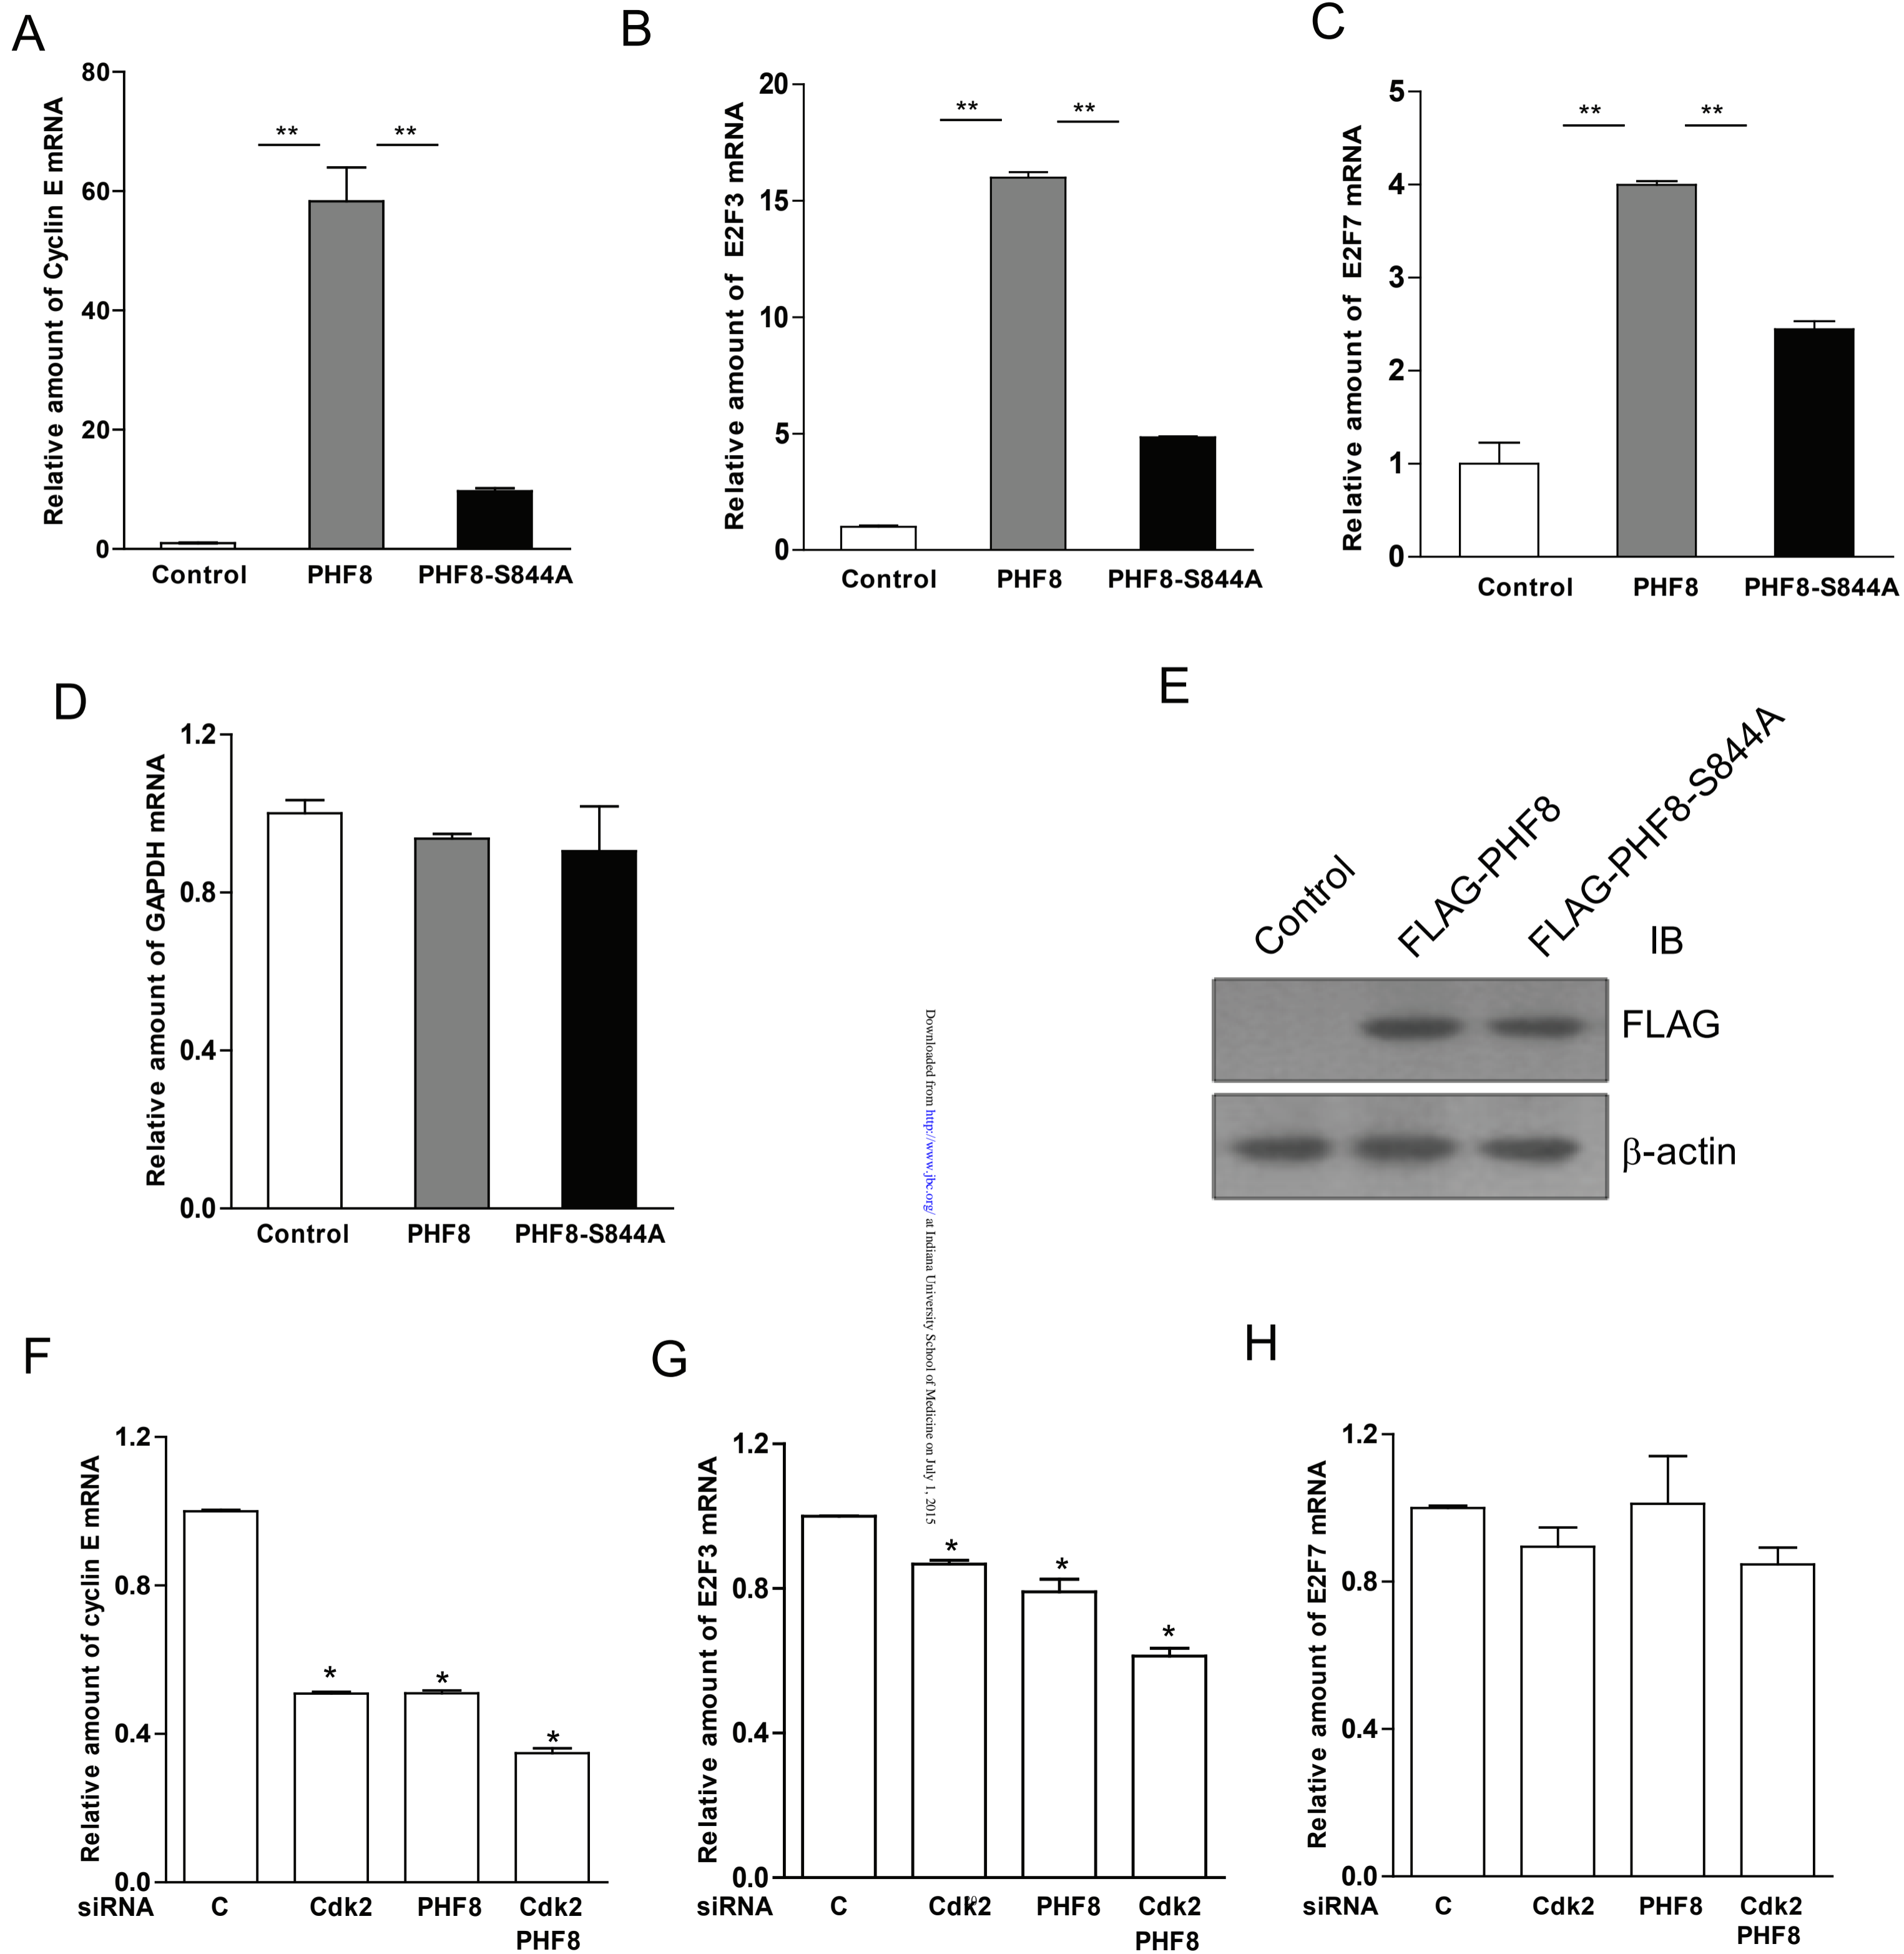 A
B
C
80
60
40
20
0
Relative amount of Cyclin E mRNA
**
**
Control
PHF8
PHF8-S844A
20
15
10
5
0
Relative amount of E2F3 mRNA
**
**
Control
PHF8
PHF8-S844A
5
4
3
2
1
0
Relative amount of E2F7 mRNA
**
**
Control
PHF8
PHF8-S844A
D
1.2
0.8
0.4
0.0
Relative amount of GAPDH mRNA
Control
PHF8
PHF8-S844A
E
Control
FLAG-PHF8
FLAG-PHF8-S844A
IB
FLAG
β-actin
Downloaded from http://www.jbc.org/ at Indiana University School of Medicine on July 1, 2015
F
1.2
0.8
0.4
0.0
Relative amount of cyclin E mRNA
*
*
*
siRNA
C
Cdk2
PHF8
Cdk2
PHF8
G
1.2
0.8
0.4
0.0
Relative amount of E2F3 mRNA
*
*
*
siRNA
C
Cdk2
PHF8
Cdk2
PHF8
H
1.2
0.8
0.4
0.0
Relative amount of E2F7 mRNA
siRNA
C
Cdk2
PHF8
Cdk2
PHF8